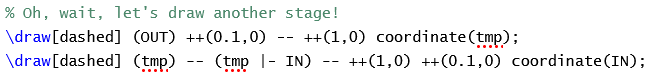 % Oh, wait, let's draw another stage!
\draw[dashed] (OUT) ++(0.1,0) -- ++(1,0) coordinate(tmp);
\draw[dashed] (tmp) -- (tmp |- IN) -- ++(1,0) ++(0.1,0) coordinate(IN);